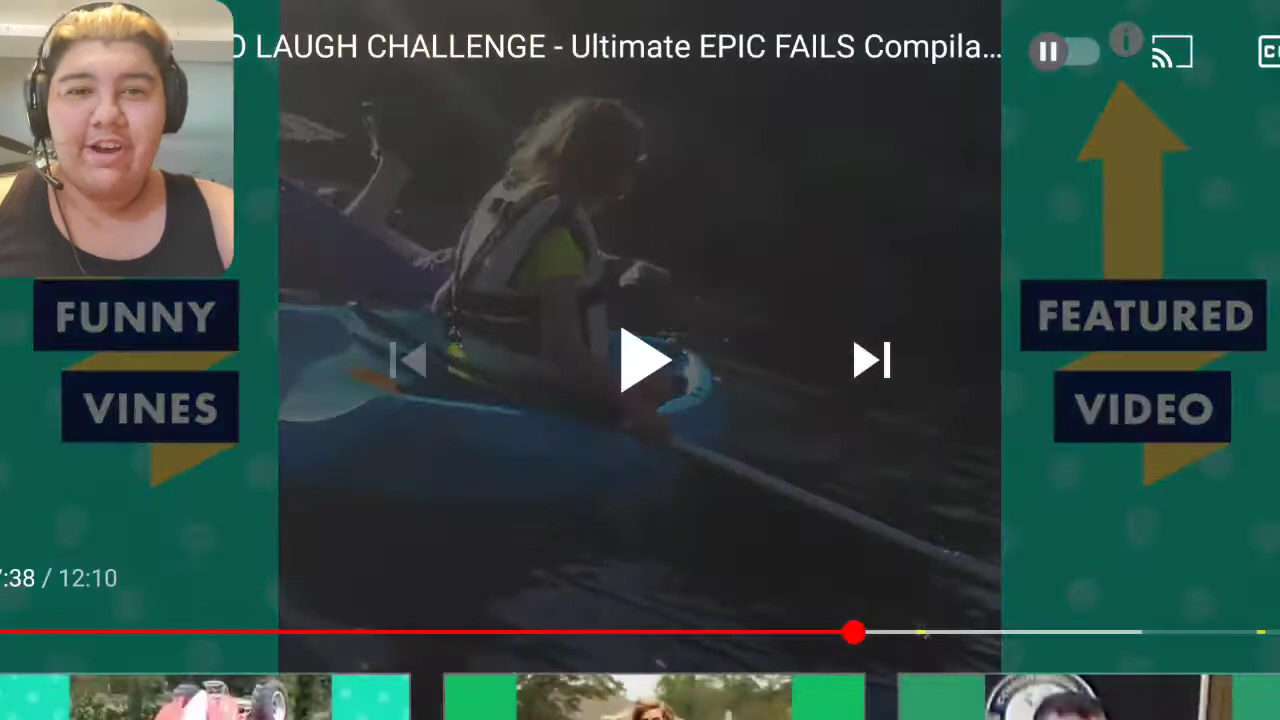 LAUGH CHALLENGE - Ultimate EPIC FAILS Compila...
FUNNY
VINES
FEATURED
VIDEO
:38 / 12:10